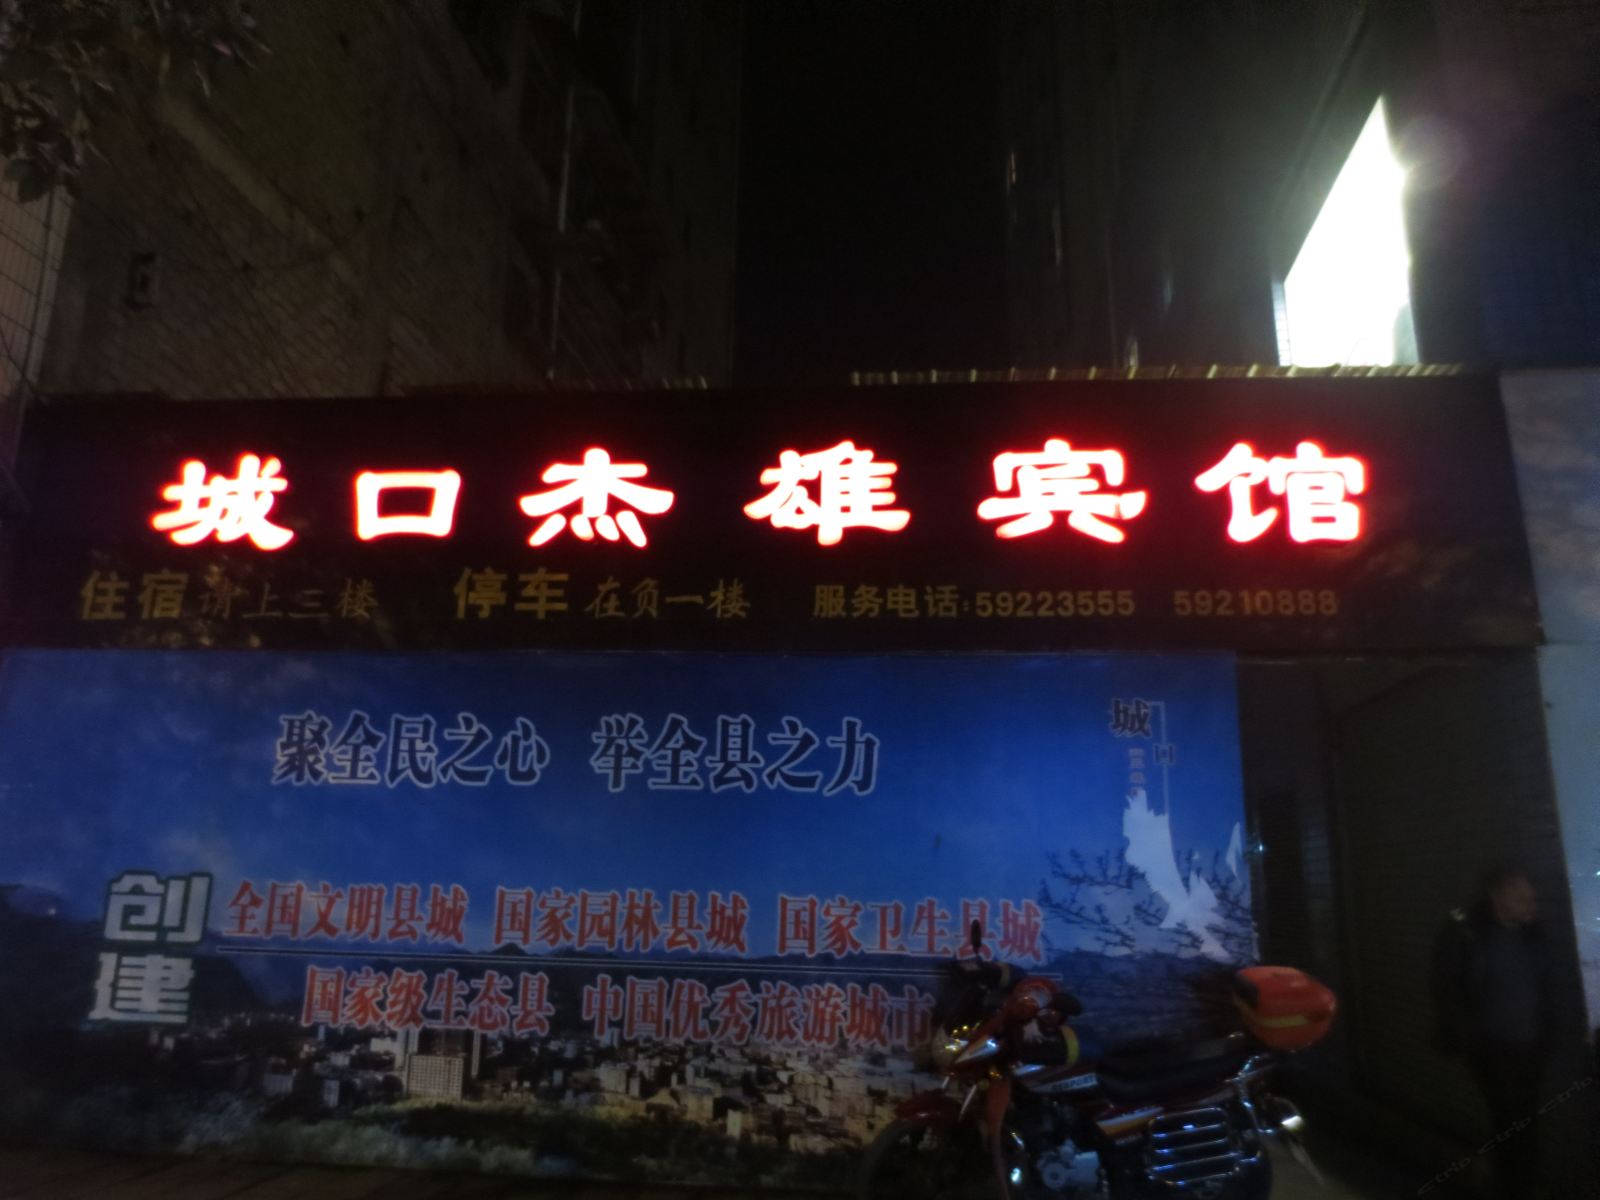 城口杰雄宾馆
住宿请上三楼 停车在负一楼 服务电话:59223555 59210888
聚全民之心 举全县之力
城口
创建
全国文明县城 国家园林县城 国家卫生县城
国家级生态县 中国优秀旅游城市